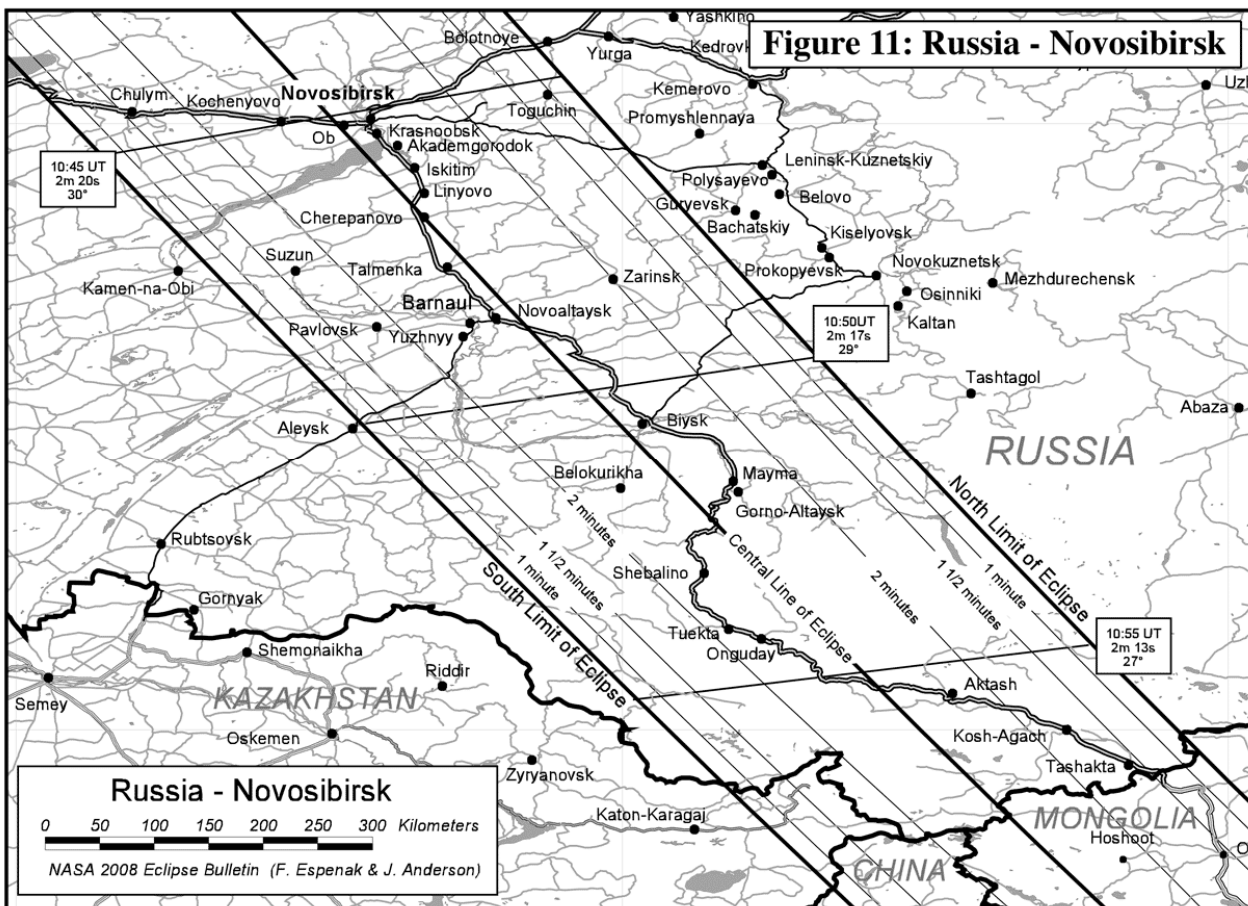 Figure 11: Russia - Novosibirsk
Yashkino
Bolotnoye
Yurga
Kemerovo
Chulym
Kochenyovo
Novosibirsk
Toguchin
Promyshlennaya
Ob
Krasnoobsk
Akademgorodok
10:45 UT
2m 20s
30°
Iskitim
Linyovo
Leninsk-Kuznetskiy
Polysayevo
Belovo
Cherepanovo
Guryevsk
Bachatskiy
Kiselyovsk
Suzun
Talmenka
Zarinsk
Prokopyevsk
Novokuznetsk
Mezhdurechensk
Kamen-na-Obi
Osinniki
Kaltan
Barnaul
Novoaltaysk
Pavlovsk
Yuzhnyy
10:50UT
2m 17s
29°
Tashtagol
Abaza
Aleysk
Biysk
RUSSIA
Belokurikha
Mayma
Gorno-Altaysk
North Limit of Eclipse
2 minutes
1 1/2 minutes
1 minute
South Limit of Eclipse
Central Line of Eclipse
2 minutes
1 1/2 minutes
1 minute
Rubtsovsk
Shebalino
Gornyak
Tuekta
Onguday
10:55 UT
2m 13s
27°
Shemonaikha
Riddir
Semey
KAZAKHSTAN
Aktash
Oskemen
Kosh-Agach
Zyryanovsk
Tashakta
Russia - Novosibirsk
0 50 100 150 200 250 300 Kilometers
NASA 2008 Eclipse Bulletin (F. Espenak & J. Anderson)
Katon-Karagaj
MONGOLIA
Hoshoot
CHINA